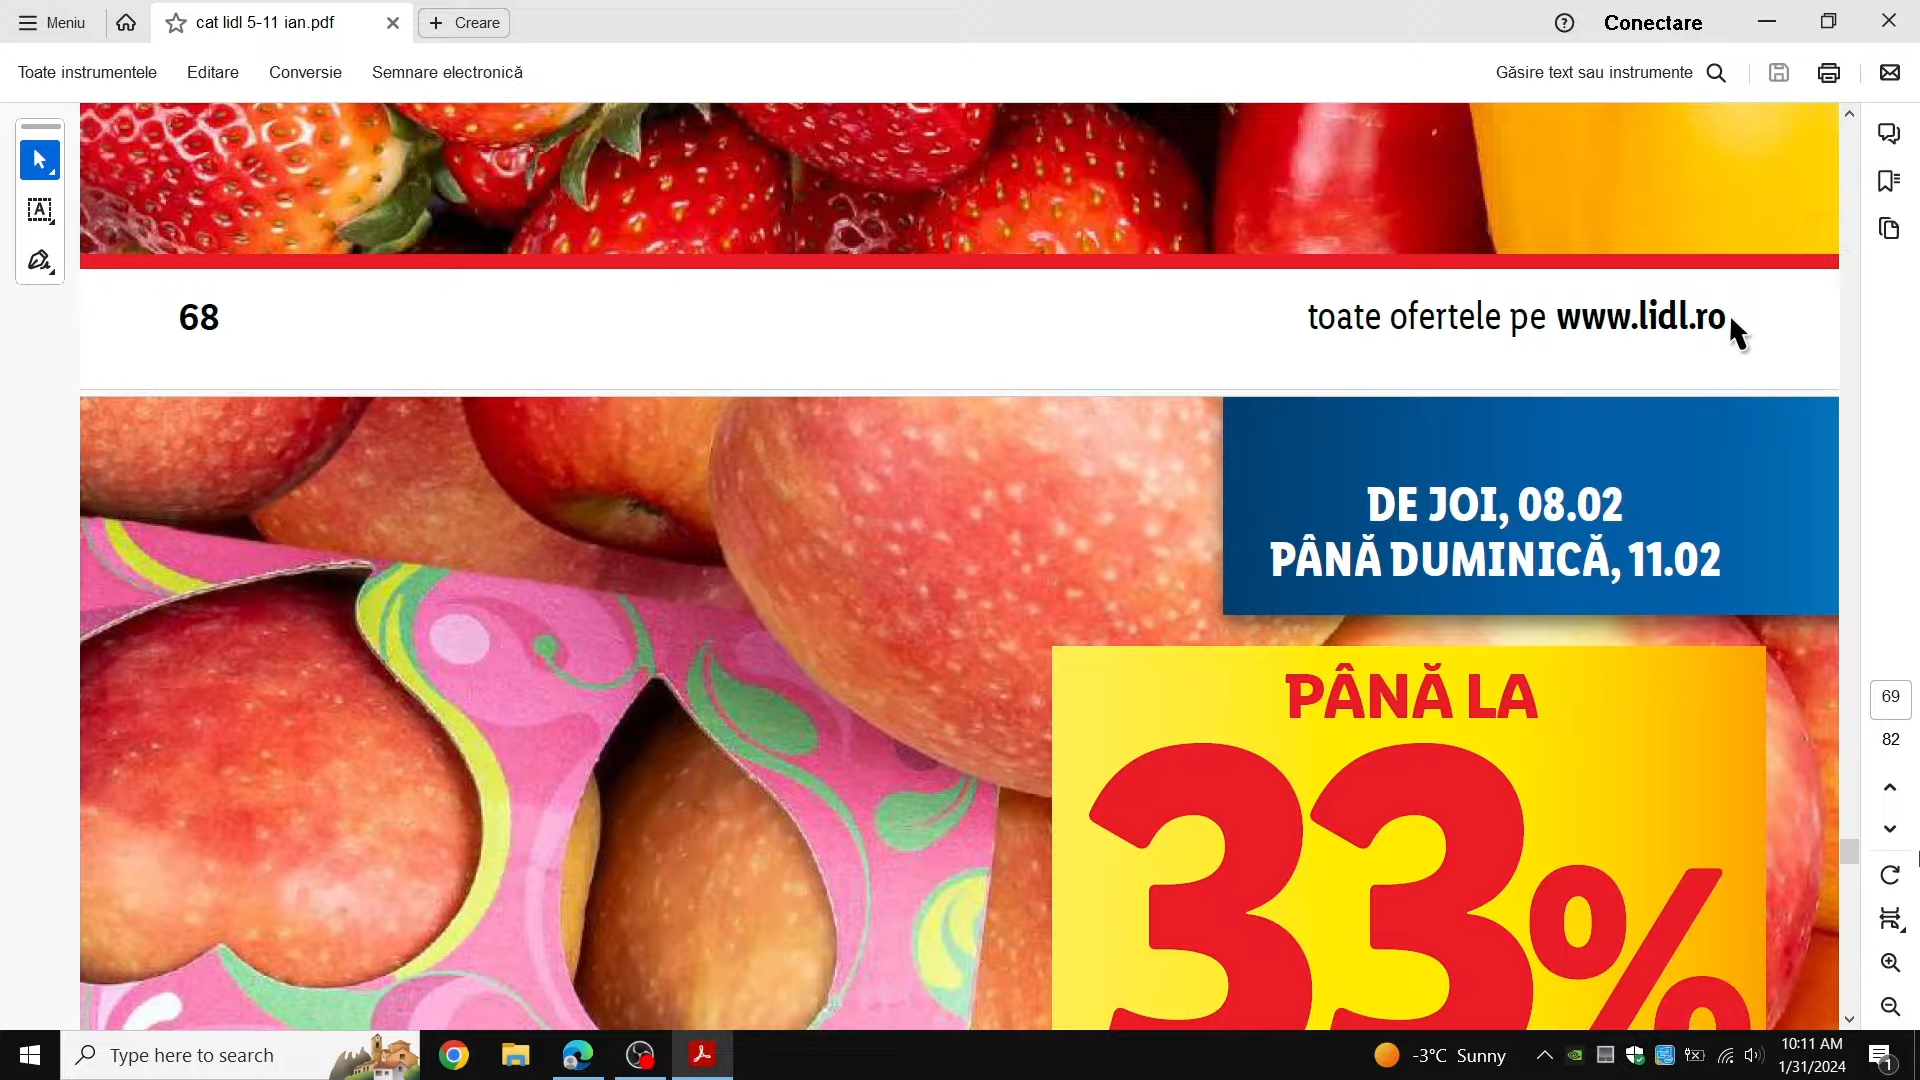 Meniu
cat lidl 5-11 ian.pdf
Creare
Conectare
Toate instrumentele
Editare
Conversie
Semnare electronică
Găsire text sau instrumente
68
toate ofertele pe www.lidl.ro
DE JOI, 08.02
PÂNĂ DUMINICĂ, 11.02
PÂNĂ LA
33%
69
82
Type here to search
-3°C Sunny
10:11 AM
1/31/2024
1